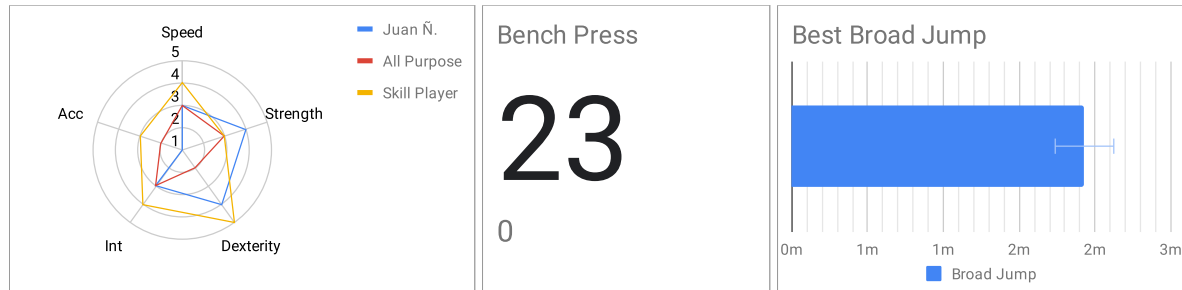 Speed
5
4
3
2
1
Acc
Strength
Int
Dexterity
Juan Ñ.
All Purpose
Skill Player
Bench Press
23
0
Best Broad Jump
0m 1m 1m 2m 2m 3m
Broad Jump